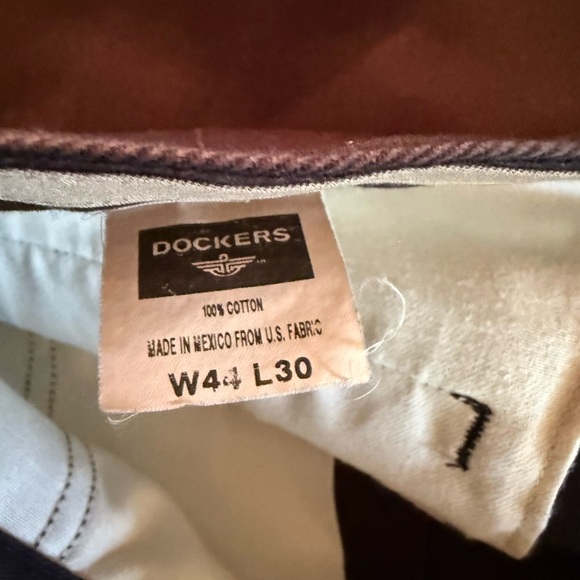 DOCKERS
100% COTTON
MADE IN MEXICO FROM U.S. FABRIC
W44 L30